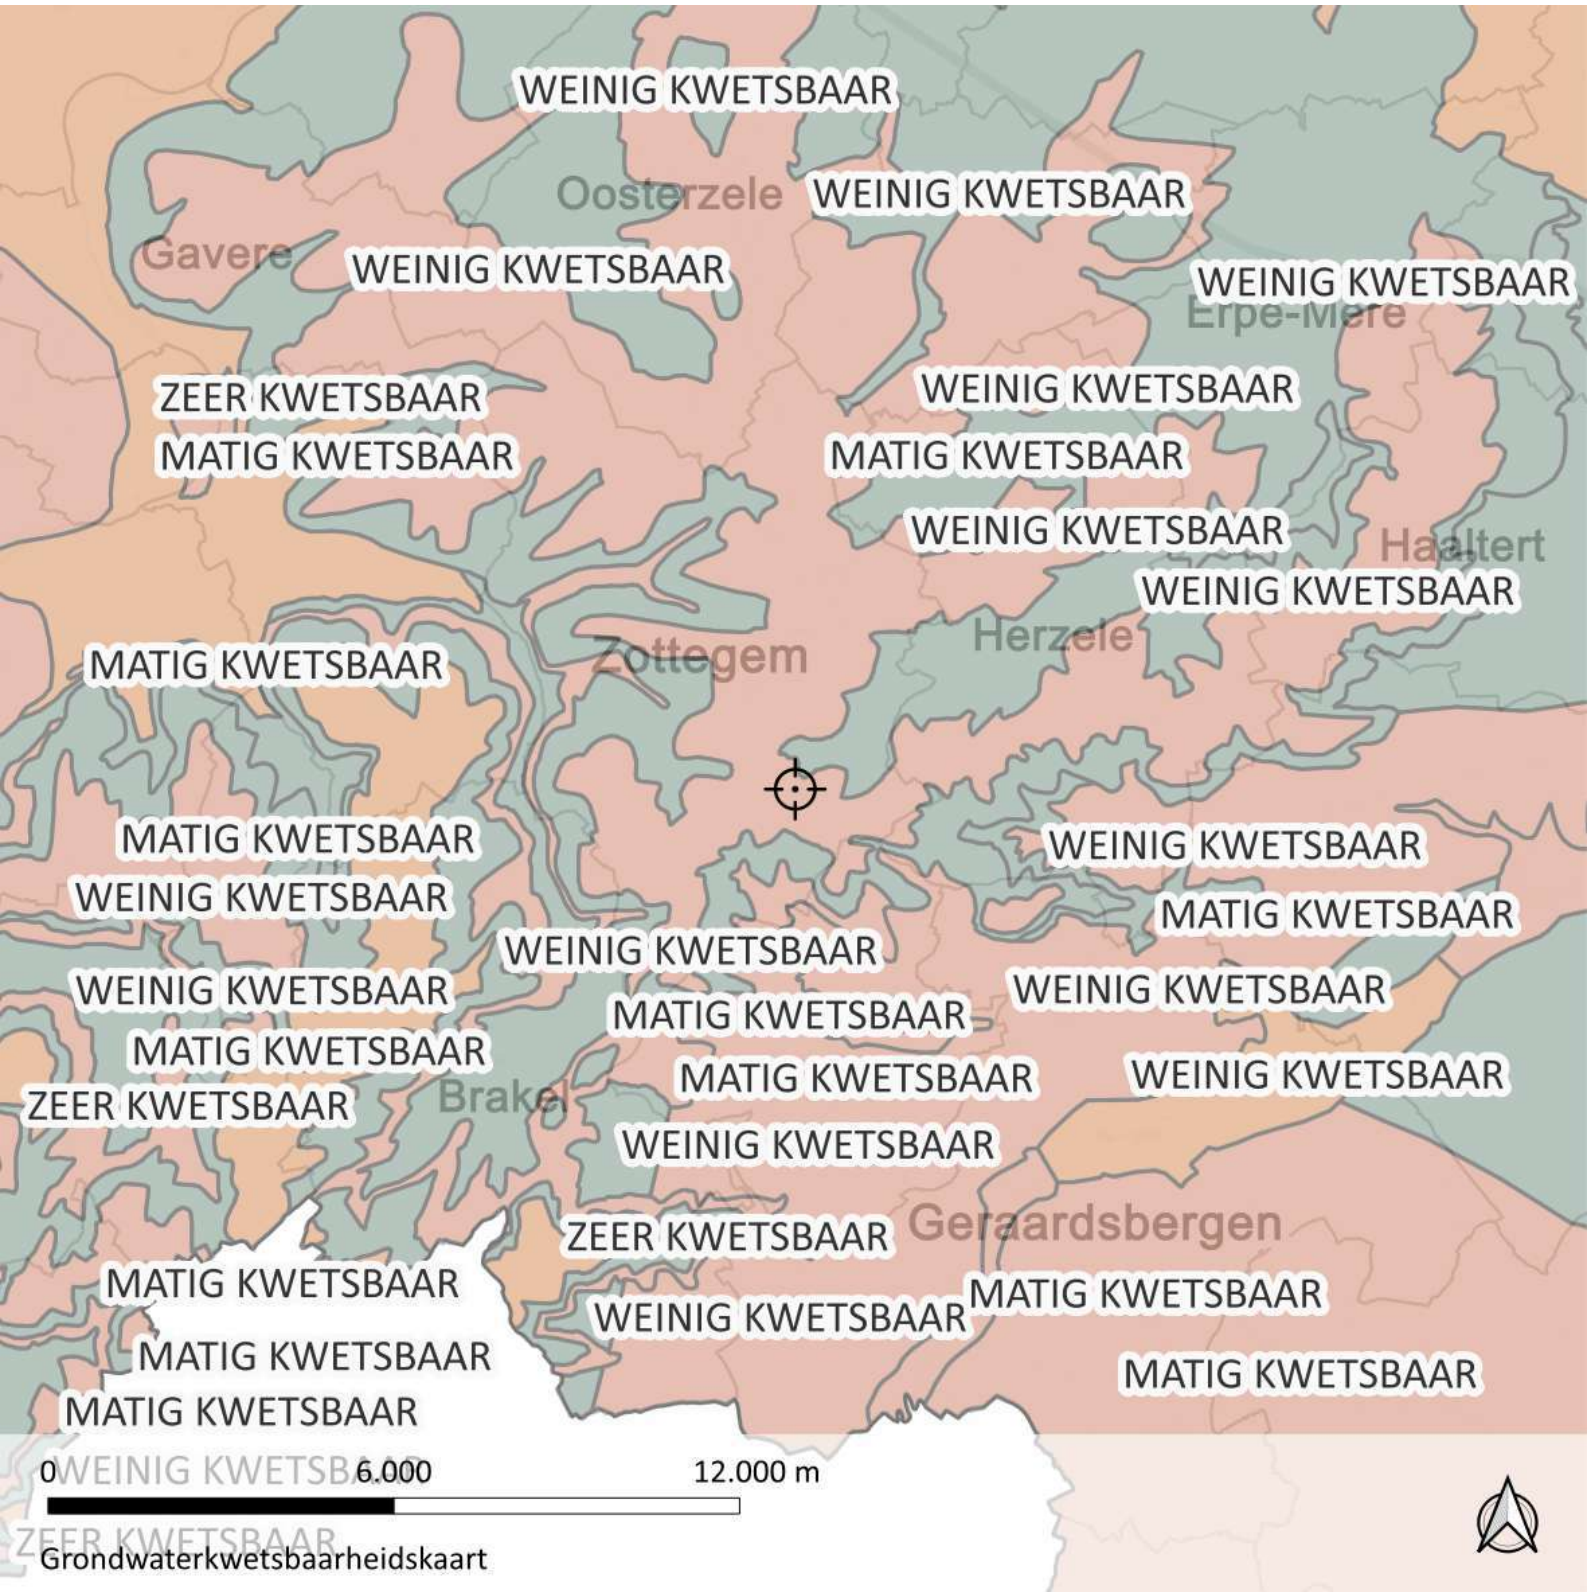 WEINIG KWETSBAAR
Oosterzele
WEINIG KWETSBAAR
Gavere
WEINIG KWETSBAAR
WEINIG KWETSBAAR
Erpe-Mere
ZEER KWETSBAAR
WEINIG KWETSBAAR
MATIG KWETSBAAR
MATIG KWETSBAAR
WEINIG KWETSBAAR
Haaltert
WEINIG KWETSBAAR
Herzele
Zottegem
MATIG KWETSBAAR
MATIG KWETSBAAR
WEINIG KWETSBAAR
WEINIG KWETSBAAR
MATIG KWETSBAAR
WEINIG KWETSBAAR
WEINIG KWETSBAAR
WEINIG KWETSBAAR
MATIG KWETSBAAR
MATIG KWETSBAAR
MATIG KWETSBAAR
WEINIG KWETSBAAR
Brakel
ZEER KWETSBAAR
WEINIG KWETSBAAR
Geraardsbergen
ZEER KWETSBAAR
MATIG KWETSBAAR
MATIG KWETSBAAR
WEINIG KWETSBAAR
MATIG KWETSBAAR
MATIG KWETSBAAR
MATIG KWETSBAAR
WEINIG KWETSBAAR
0 6.000 12.000 m
ZEER KWETSBAAR
Grondwaterkwetsbaarheidskaart